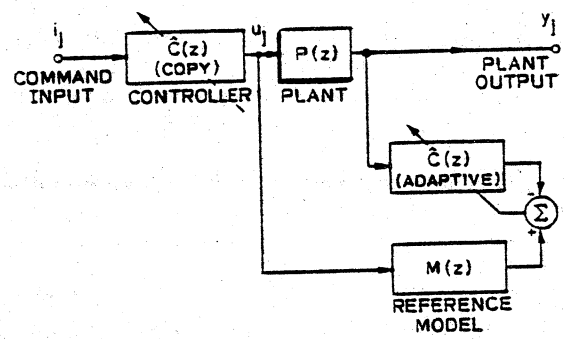 i_j
u_j
y_j
Ĉ(z)
(COPY)
P(z)
COMMAND
INPUT
CONTROLLER
PLANT
PLANT
OUTPUT
Ĉ(z)
(ADAPTIVE)
-
Σ
+
M(z)
REFERENCE
MODEL